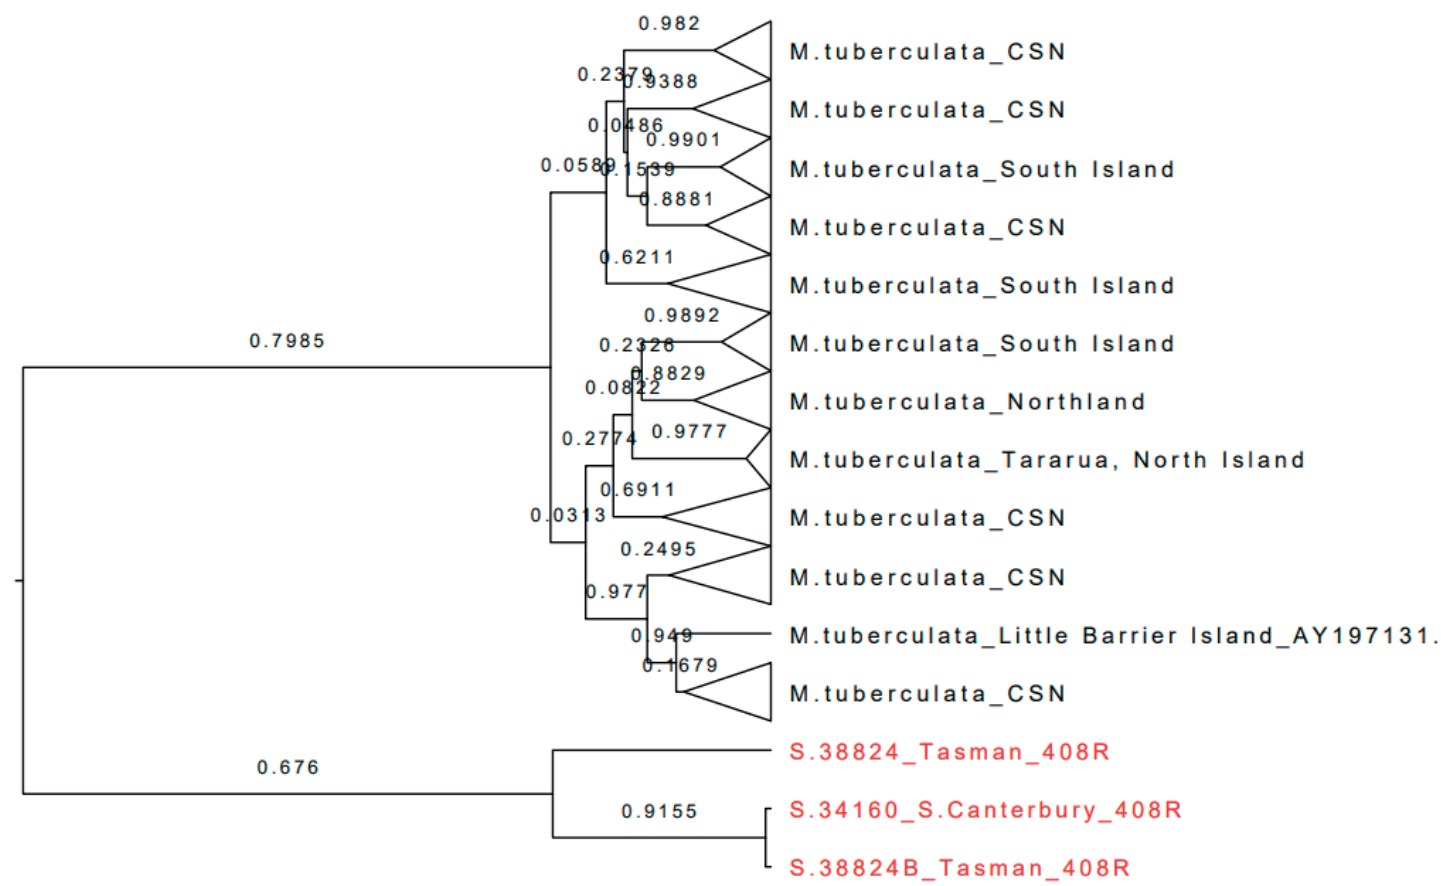 0.982
M.tuberculata_CSN
0.2379
0.9388
M.tuberculata_CSN
0.0486
0.9901
0.0589
0.1539
M.tuberculata_South Island
0.8881
M.tuberculata_CSN
0.6211
M.tuberculata_South Island
0.9892
0.7985
0.2326
M.tuberculata_South Island
0.8829
0.0822
M.tuberculata_Northland
0.9777
0.2774
M.tuberculata_Tararua, North Island
0.6911
0.0313
M.tuberculata_CSN
0.2495
M.tuberculata_CSN
0.977
0.949
M.tuberculata_Little Barrier Island_AY197131.
0.1679
M.tuberculata_CSN
S.38824_Tasman_408R
0.676
0.9155
S.34160_S.Canterbury_408R
S.38824B_Tasman_408R